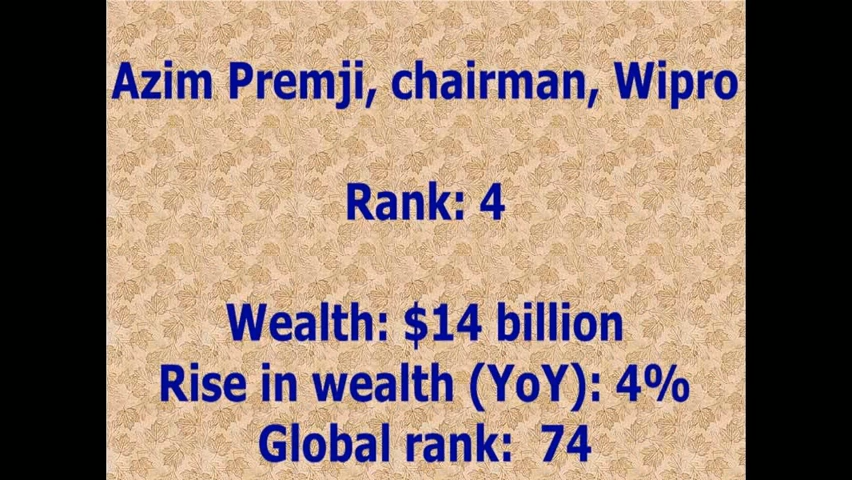 Azim Premji, chairman, Wipro
Rank: 4
Wealth: $14 billion
Rise in wealth (YoY): 4%
Global rank:  74